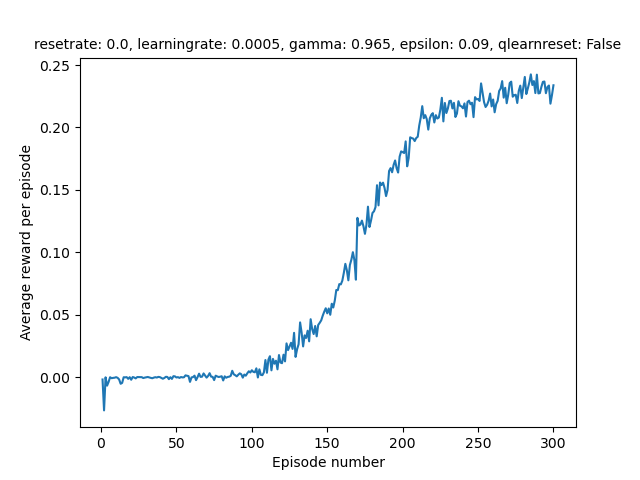 resetrate: 0.0, learningrate: 0.0005, gamma: 0.965, epsilon: 0.09, qlearnreset: False
0.25
0.20
0.15
0.10
0.05
0.00
Average reward per episode
0 50 100 150 200 250 300
Episode number